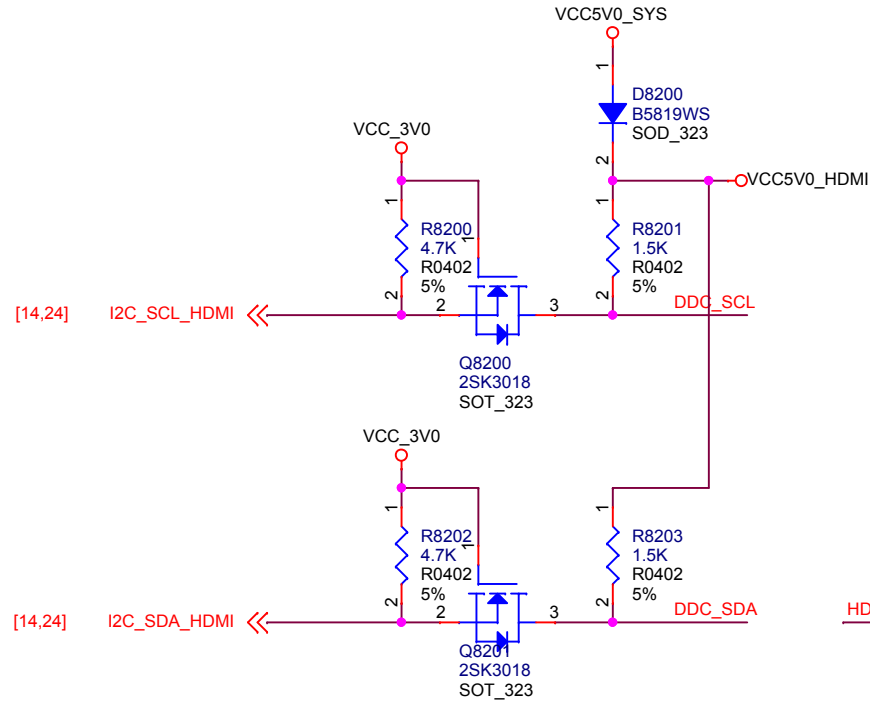 VCC5V0_SYS
1
D8200
B5819WS
SOD_323
2
VCC5V0_HDMI
VCC_3V0
1
R8200
4.7K
R0402
5%
2
1
1
R8201
1.5K
R0402
5%
2
[14,24]
I2C_SCL_HDMI
2
3
DDC_SCL
Q8200
2SK3018
SOT_323
VCC_3V0
1
R8202
4.7K
R0402
5%
2
1
1
R8203
1.5K
R0402
5%
2
[14,24]
I2C_SDA_HDMI
2
3
DDC_SDA
HD
Q8201
2SK3018
SOT_323